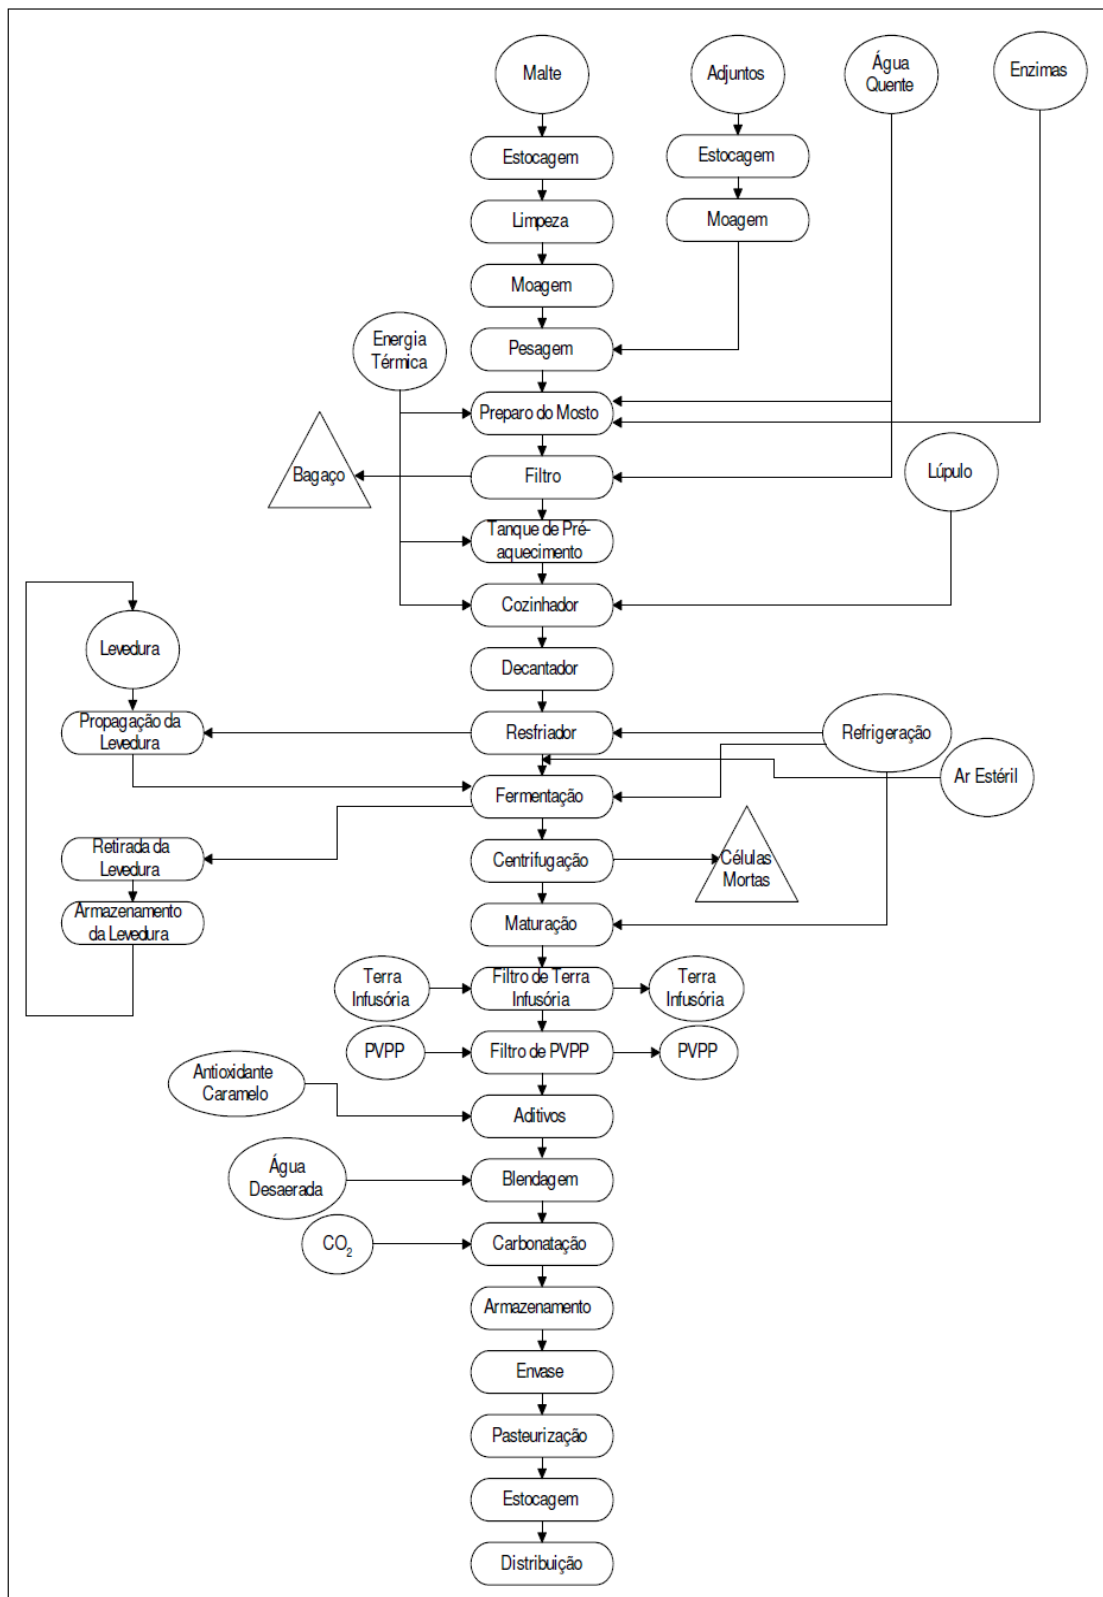 Malte
Adjuntos
Água
Quente
Enzimas
Estocagem
Estocagem
Limpeza
Moagem
Moagem
Energia
Térmica
Pesagem
Preparo do Mosto
Bagaço
Filtro
Lúpulo
Tanque de Pré-
aquecimento
Cozinhador
Levedura
Decantador
Propagação da
Levedura
Resfriador
Refrigeração
Ar Estéril
Fermentação
Retirada da
Levedura
Centrifugação
Células
Mortas
Armazenamento
da Levedura
Maturação
Terra
Infusória
Filtro de Terra
Infusória
Terra
Infusória
PVPP
Filtro de PVPP
PVPP
Antioxidante
Caramelo
Aditivos
Água
Desaerada
Blendagem
CO2
Carbonatação
Armazenamento
Envase
Pasteurização
Estocagem
Distribuição